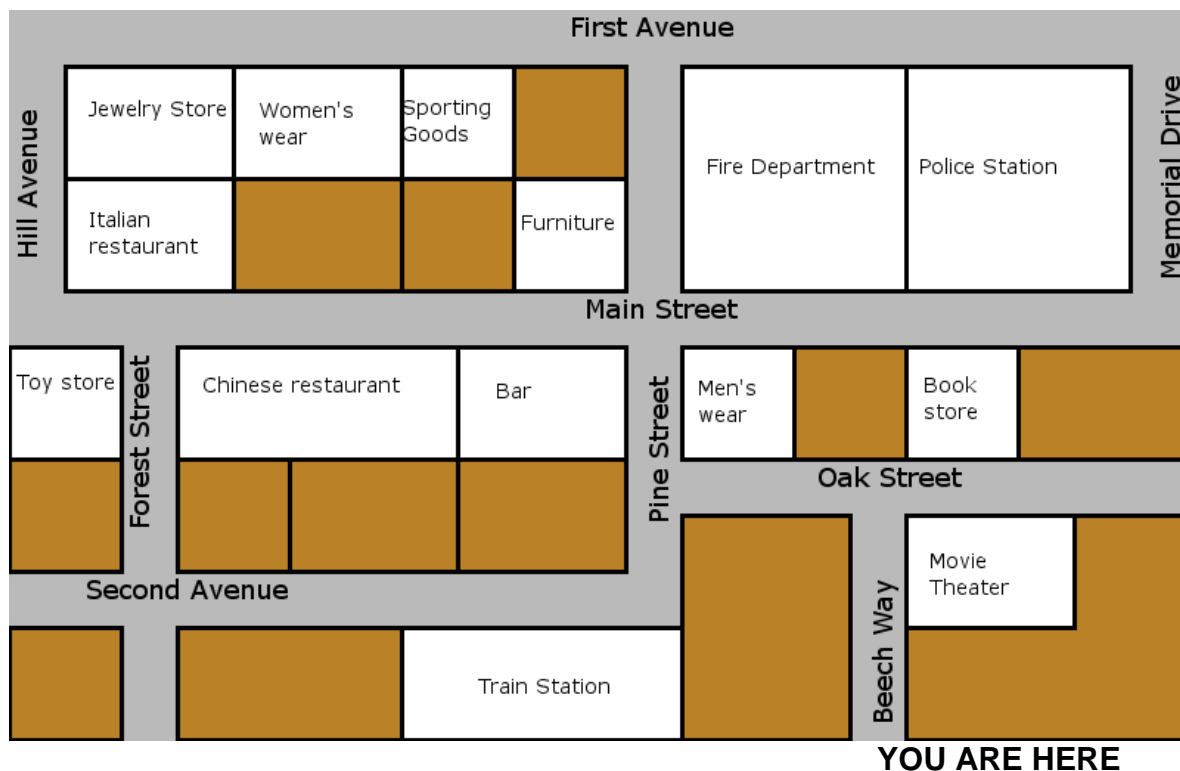 First Avenue
Hill Avenue
Jewelry Store
Women's
wear
Sporting
Goods
Fire Department
Police Station
Memorial Drive
Italian
restaurant
Furniture
Main Street
Toy store
Forest Street
Chinese restaurant
Bar
Pine Street
Men's
wear
Book
store
Oak Street
Second Avenue
Movie
Theater
Beech Way
Train Station
YOU ARE HERE